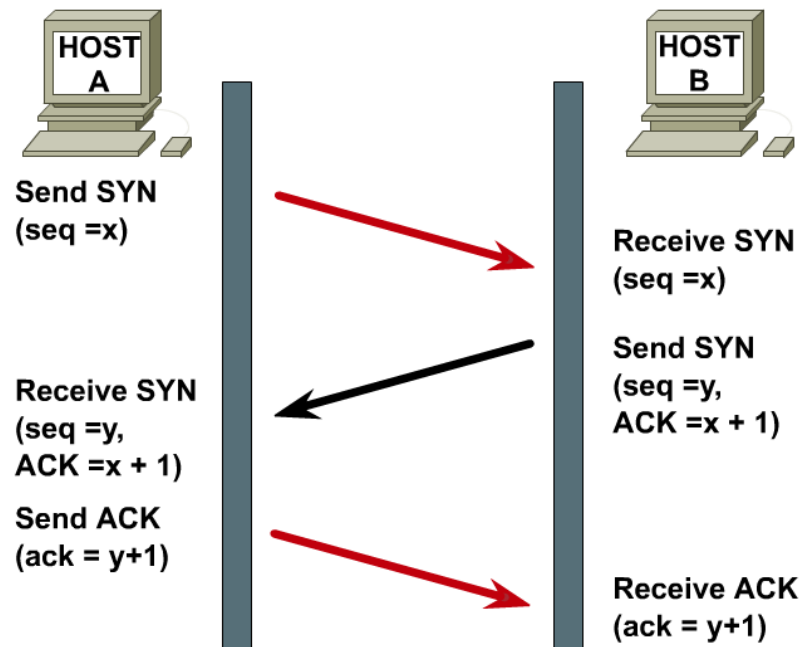 HOST
A
HOST
B
Send SYN
(seq =x)
Receive SYN
(seq =x)
Send SYN
(seq =y,
ACK =x + 1)
Receive SYN
(seq =y,
ACK =x + 1)
Send ACK
(ack = y+1)
Receive ACK
(ack = y+1)